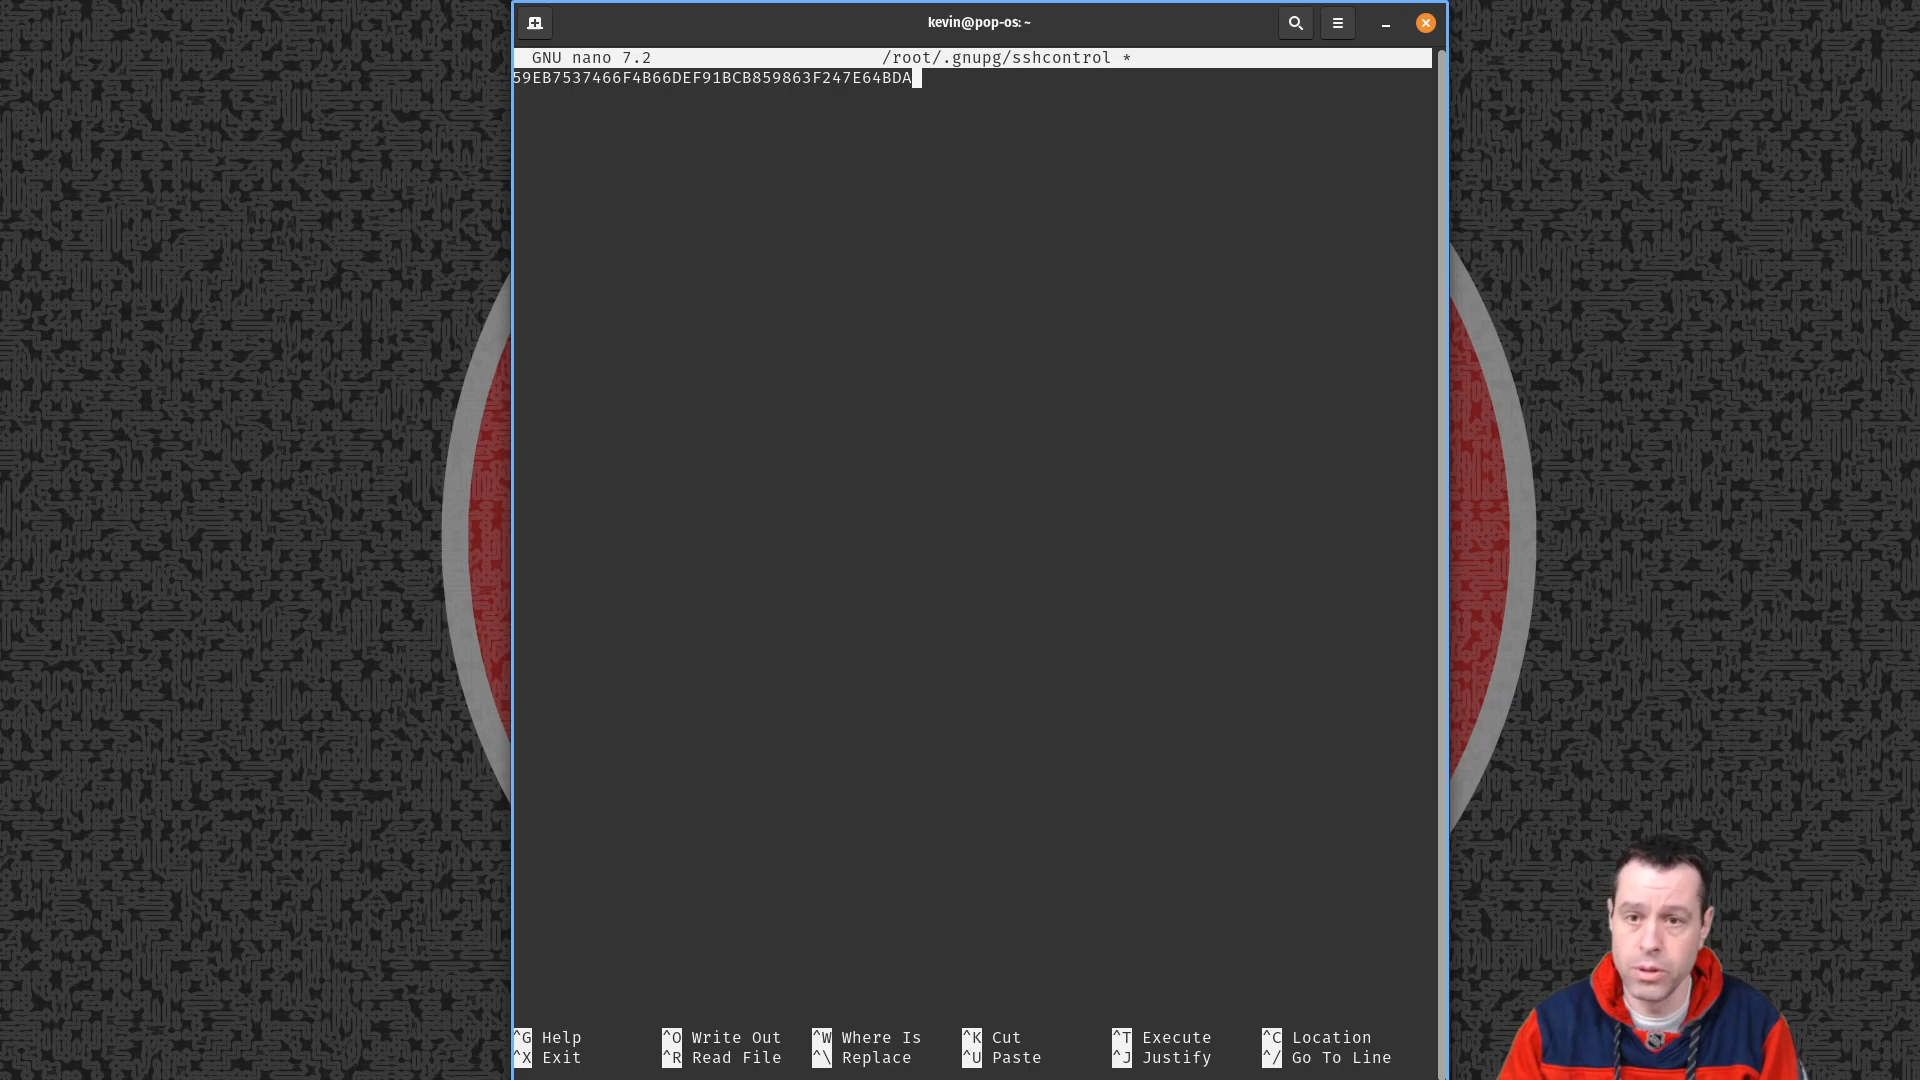 kevin@pop-os: ~
GNU nano 7.2 /root/.gnupg/sshcontrol *
59EB7537466F4B66DEF91BCB859863F247E64BDA
^G Help ^O Write Out ^W Where Is ^K Cut ^T Execute ^C Location
^X Exit ^R Read File ^\ Replace ^U Paste ^J Justify ^/ Go To Line